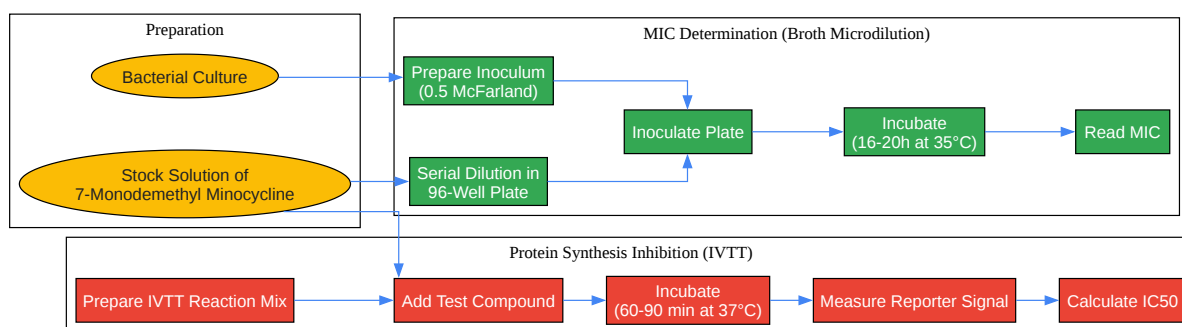 Preparation
Bacterial Culture
Stock Solution of
7-Monodemethyl Minocycline
MIC Determination (Broth Microdilution)
Prepare Inoculum
(0.5 McFarland)
Serial Dilution in
96-Well Plate
Inoculate Plate
Incubate
(16-20h at 35°C)
Read MIC
Protein Synthesis Inhibition (IVTT)
Prepare IVTT Reaction Mix
Add Test Compound
Incubate
(60-90 min at 37°C)
Measure Reporter Signal
Calculate IC50